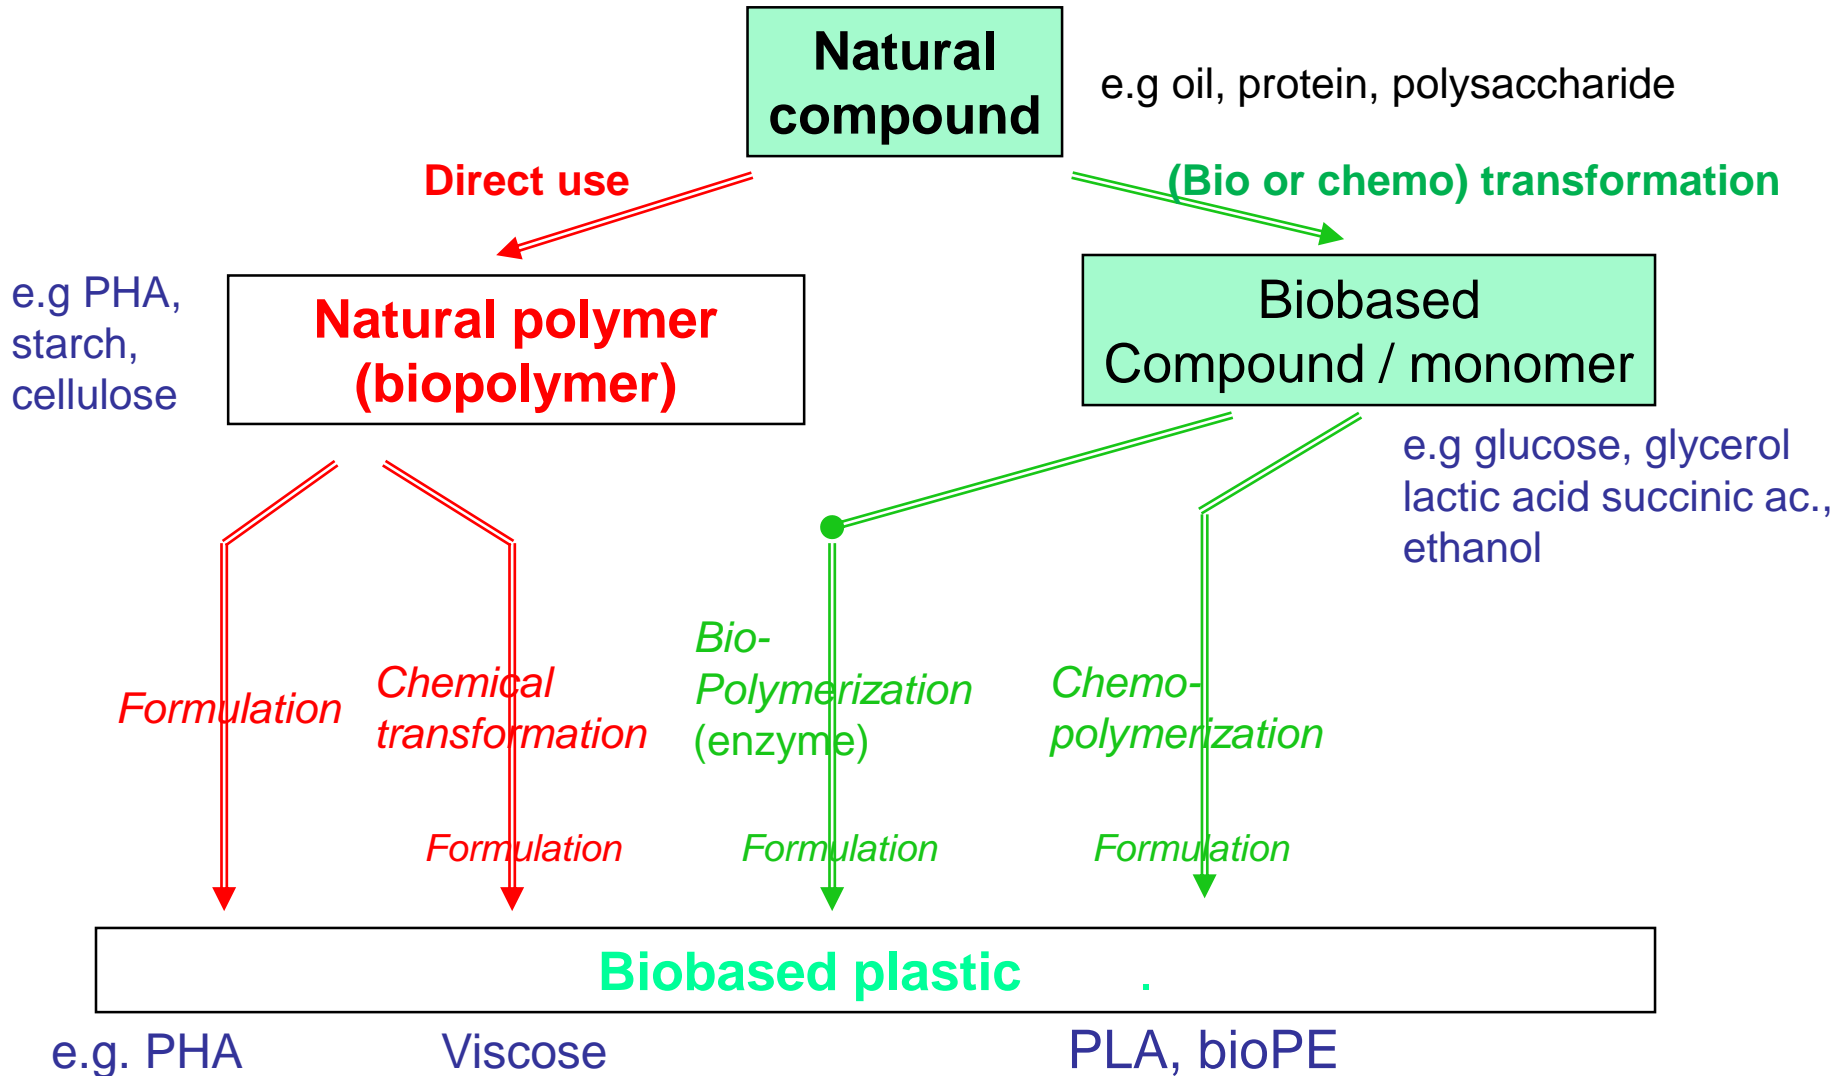 Natural
compound
e.g oil, protein, polysaccharide
Direct use
(Bio or chemo) transformation
e.g PHA,
starch,
cellulose
Natural polymer
(biopolymer)
Biobased
Compound / monomer
e.g glucose, glycerol
lactic acid succinic ac.,
ethanol
Formulation
Chemical
transformation
Bio-
Polymerization
(enzyme)
Chemo-
polymerization
Formulation
Formulation
Formulation
Biobased plastic .
e.g. PHA
Viscose
PLA, bioPE